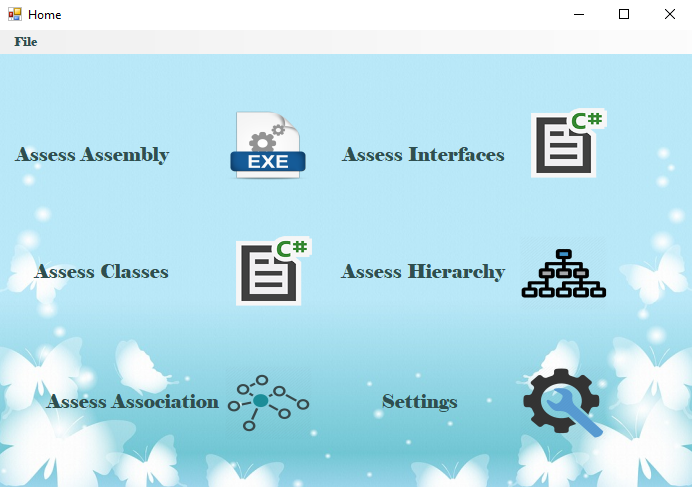 Home
File
Assess Assembly
EXE
Assess Interfaces
C#
Assess Classes
C#
Assess Hierarchy
Assess Association
Settings